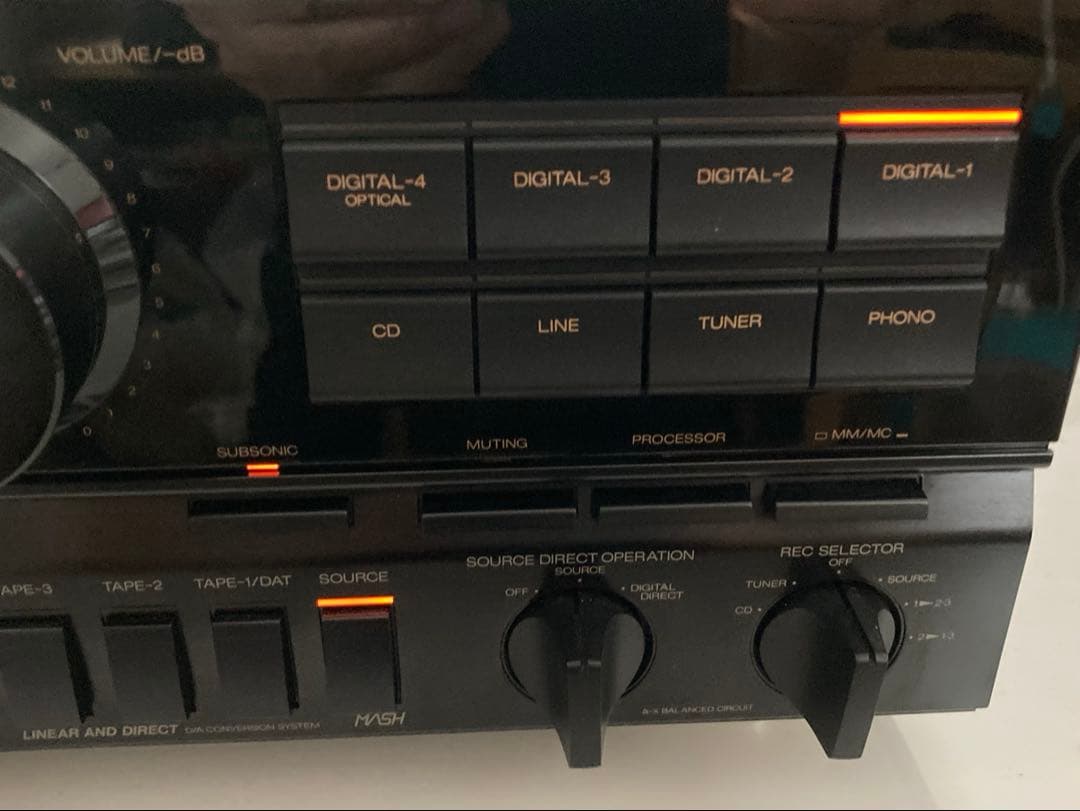 VOLUME/-dB
12
11
10
9
8
7
6
5
4
3
2
0
DIGITAL-4
OPTICAL
DIGITAL-3
DIGITAL-2
DIGITAL-1
CD
LINE
TUNER
PHONO
SUBSONIC
MUTING
PROCESSOR
MM/MC
APE-3
TAPE-2
TAPE-1/DAT
SOURCE
SOURCE DIRECT OPERATION
OFF
SOURCE
DIGITAL
DIRECT
REC SELECTOR
CD
TUNER
OFF
SOURCE
1►2·3
2►1·3
LINEAR AND DIRECT D/A CONVERSION SYSTEM
MASH
BALANCED CIRCUIT